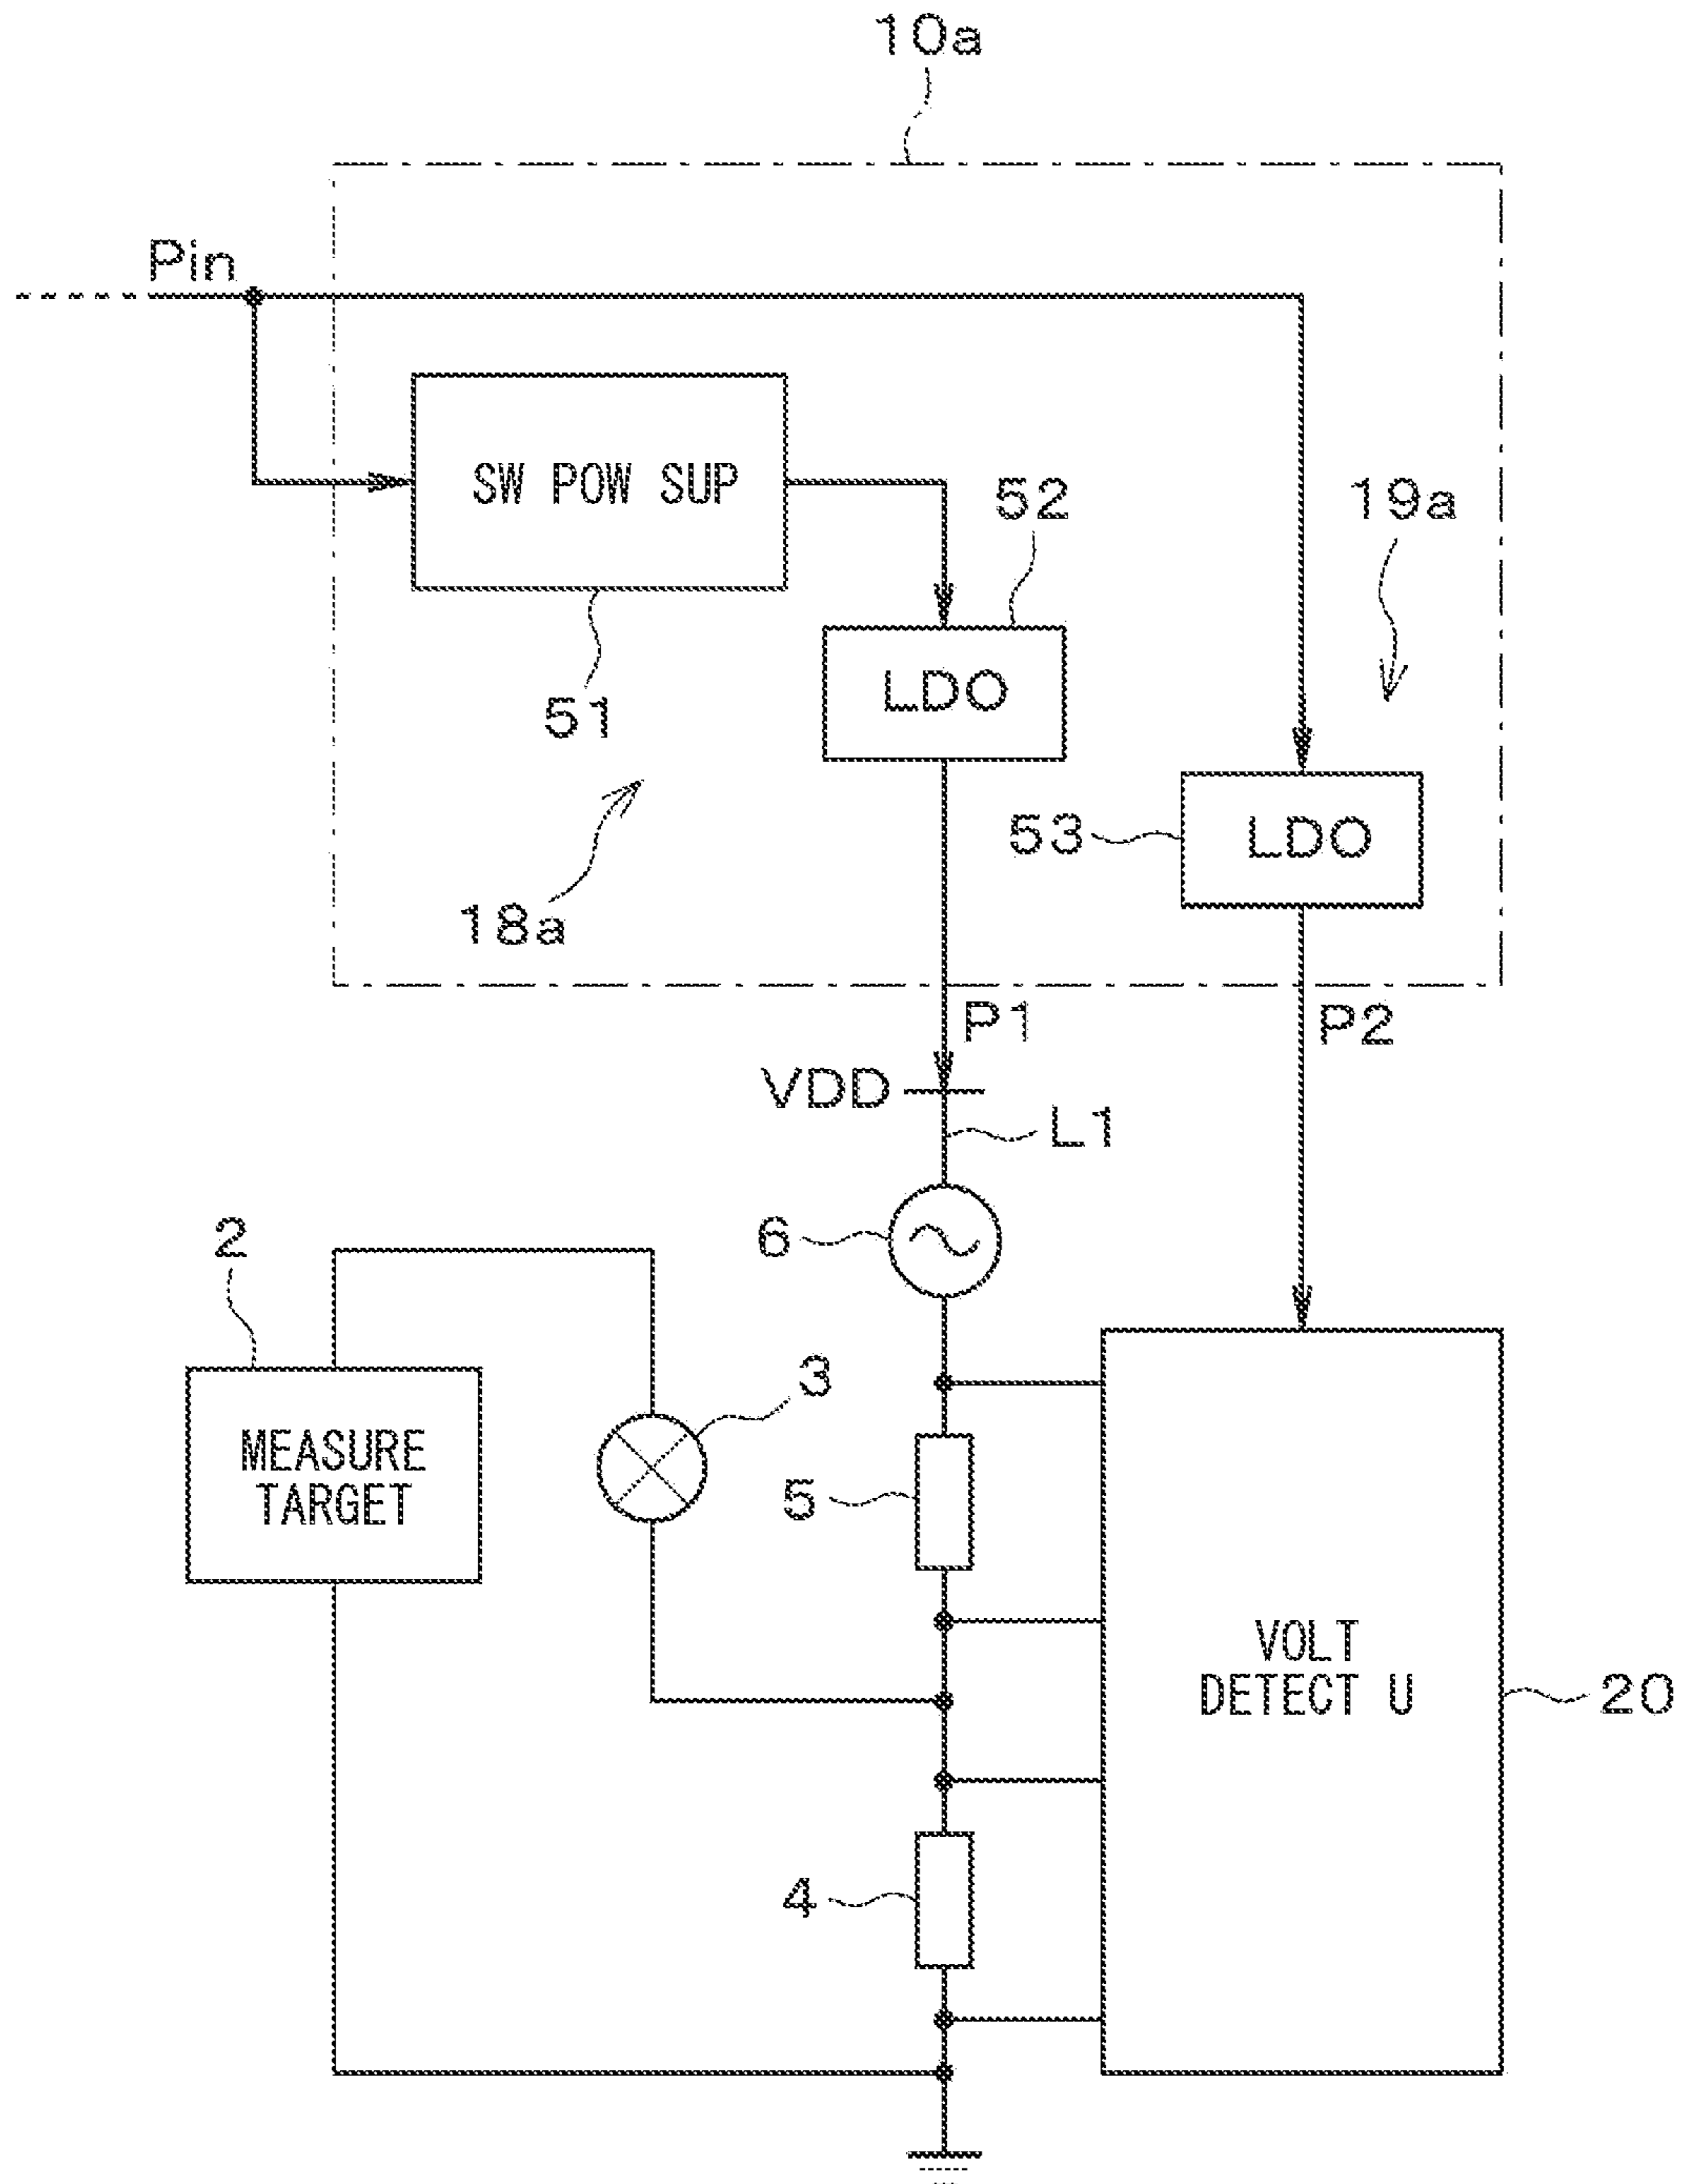 10a
Pin
SW POW SUP
52
19a
LDO
51
53
LDO
18a
P1
P2
VDD
L1
2
6
3
MEASURE
TARGET
5
VOLT
DETECT U
20
4